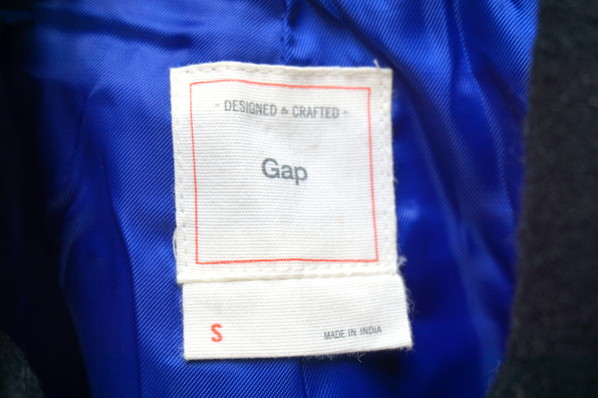 - DESIGNED & CRAFTED -
Gap
S
MADE IN INDIA